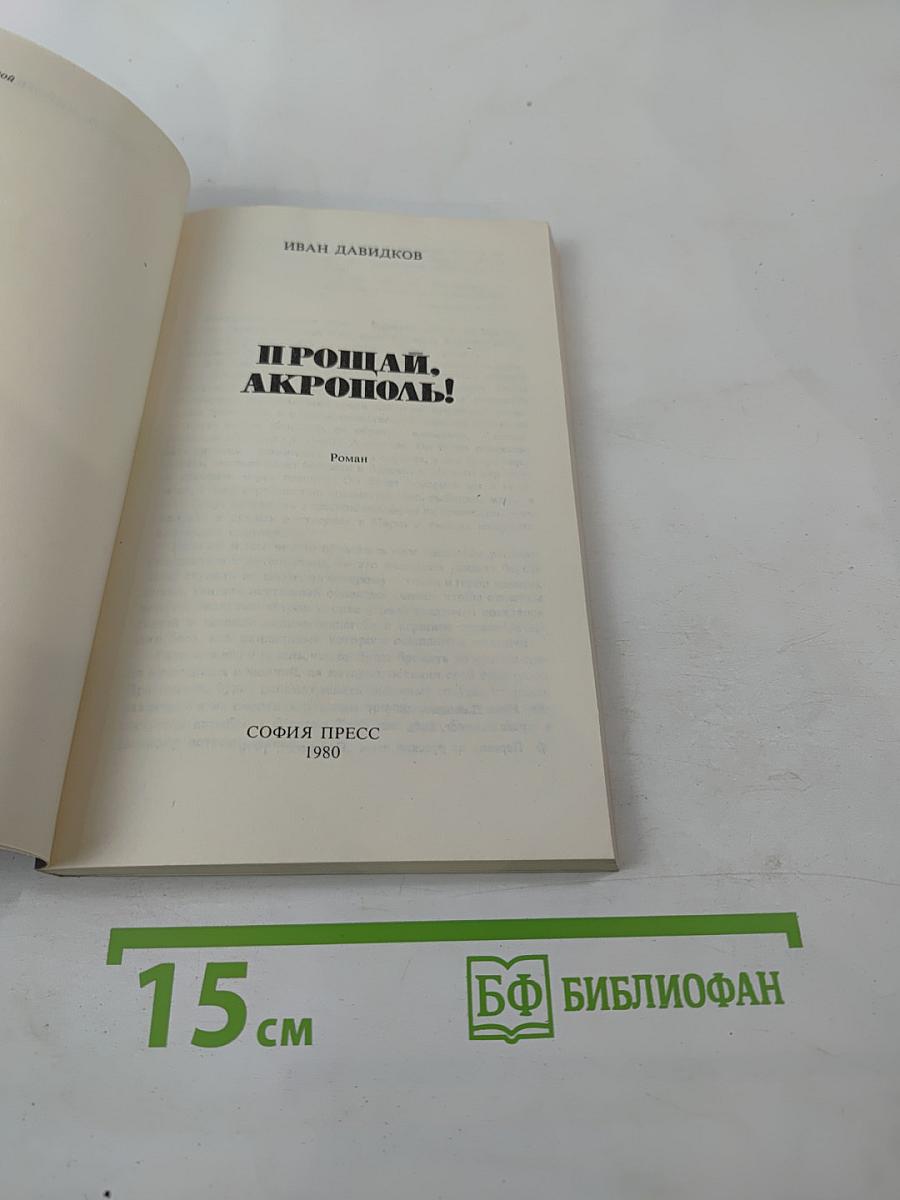 ИВАН ДАВИДКОВ
ПРОЩАЙ,
АКРОПОЛЬ!
Роман
СОФИЯ ПРЕСС
1980
15 см
БФ БИБЛИОФАН